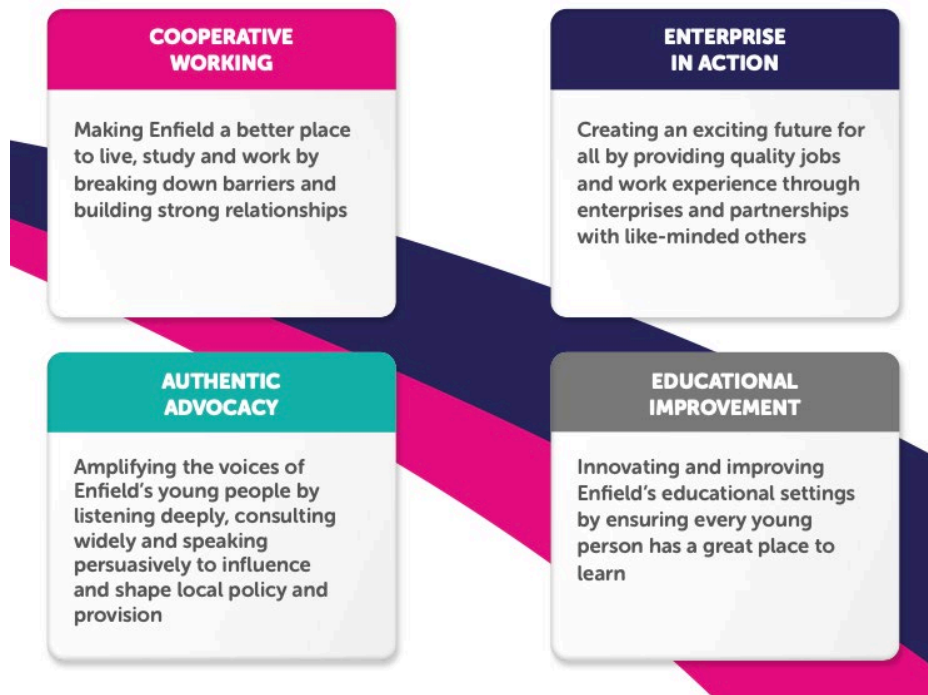 COOPERATIVE
WORKING
Making Enfield a better place
to live, study and work by
breaking down barriers and
building strong relationships
ENTERPRISE
IN ACTION
Creating an exciting future for
all by providing quality jobs
and work experience through
enterprises and partnerships
with like-minded others
AUTHENTIC
ADVOCACY
Amplifying the voices of
Enfield's young people by
listening deeply, consulting
widely and speaking
persuasively to influence
and shape local policy and
provision
EDUCATIONAL
IMPROVEMENT
Innovating and improving
Enfield's educational settings
by ensuring every young
person has a great place to
learn